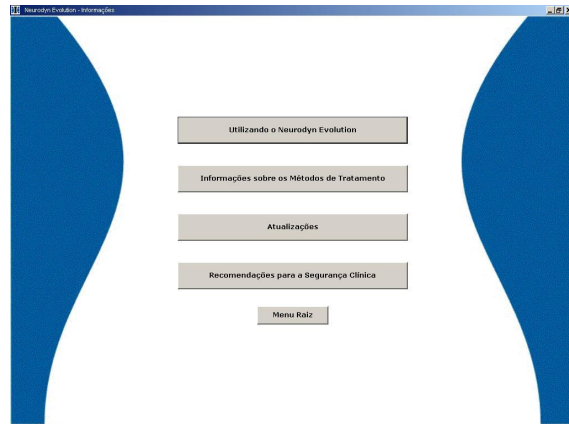 Neurodyn Evolution - Informações
Utilizando o Neurodyn Evolution
Informações sobre os Métodos de Tratamento
Atualizações
Recomendações para a Segurança Clínica
Menu Raiz